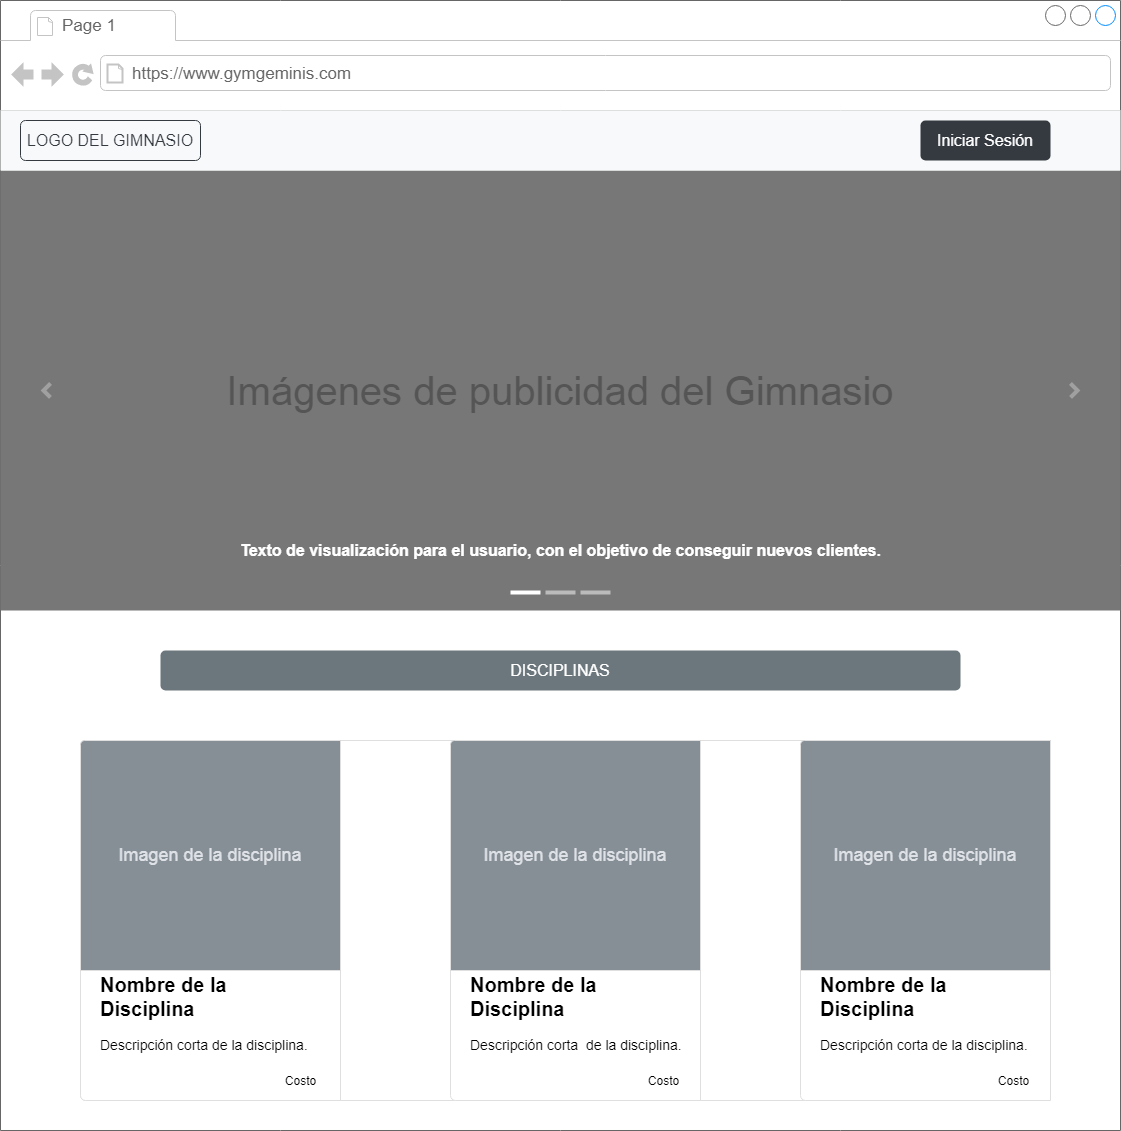 Page 1
https://www.gymgeminis.com
LOGO DEL GIMNASIO
Iniciar Sesión
Imágenes de publicidad del Gimnasio
Texto de visualización para el usuario, con el objetivo de conseguir nuevos clientes.
DISCIPLINAS
Imagen de la disciplina
Nombre de la
Disciplina
Descripción corta de la disciplina.
Costo
Imagen de la disciplina
Nombre de la
Disciplina
Descripción corta  de la disciplina.
Costo
Imagen de la disciplina
Nombre de la
Disciplina
Descripción corta de la disciplina.
Costo